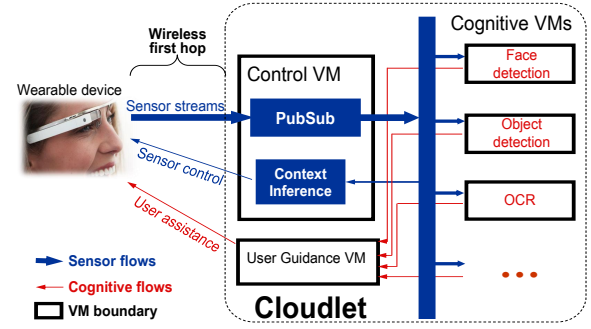 Wireless
first hop
Cognitive VMs
Wearable device
Control VM
Face
detection
Sensor streams
PubSub
Object
detection
Sensor control
Context
Inference
OCR
User assistance
User Guidance VM
Sensor flows
Cognitive flows
VM boundary
Cloudlet